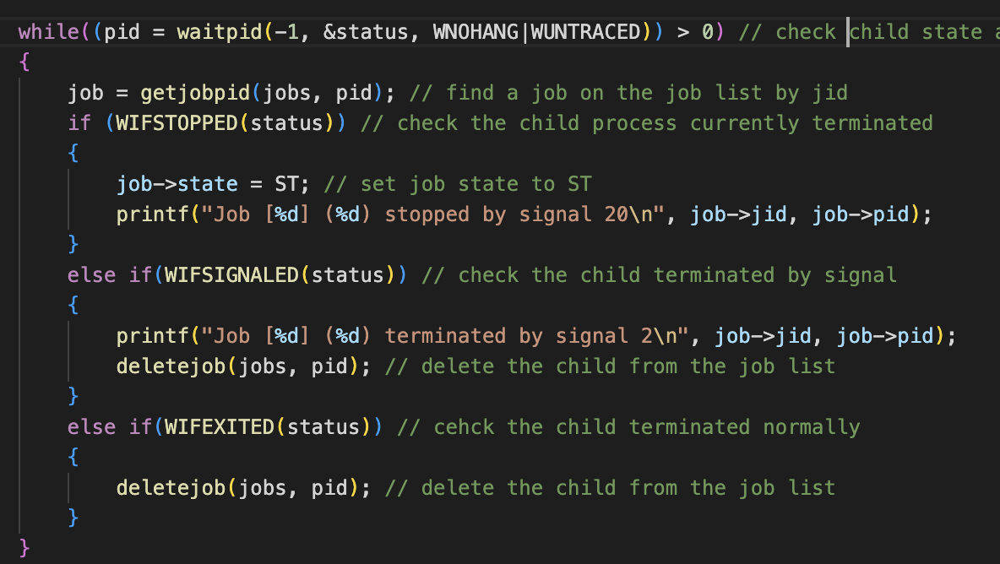 while((pid = waitpid(-1, &status, WNOHANG|WUNTRACED)) > 0) // check child state
{
job = getjobpid(jobs, pid); // find a job on the job list by jid
if (WIFSTOPPED(status)) // check the child process currently terminated
{
job->state = ST; // set job state to ST
printf("Job [%d] (%d) stopped by signal 20\n", job->jid, job->pid);
}
else if(WIFSIGNALED(status)) // check the child terminated by signal
{
printf("Job [%d] (%d) terminated by signal 2\n", job->jid, job->pid);
deletejob(jobs, pid); // delete the child from the job list
}
else if(WIFEXITED(status)) // cehck the child terminated normally
{
deletejob(jobs, pid); // delete the child from the job list
}
}